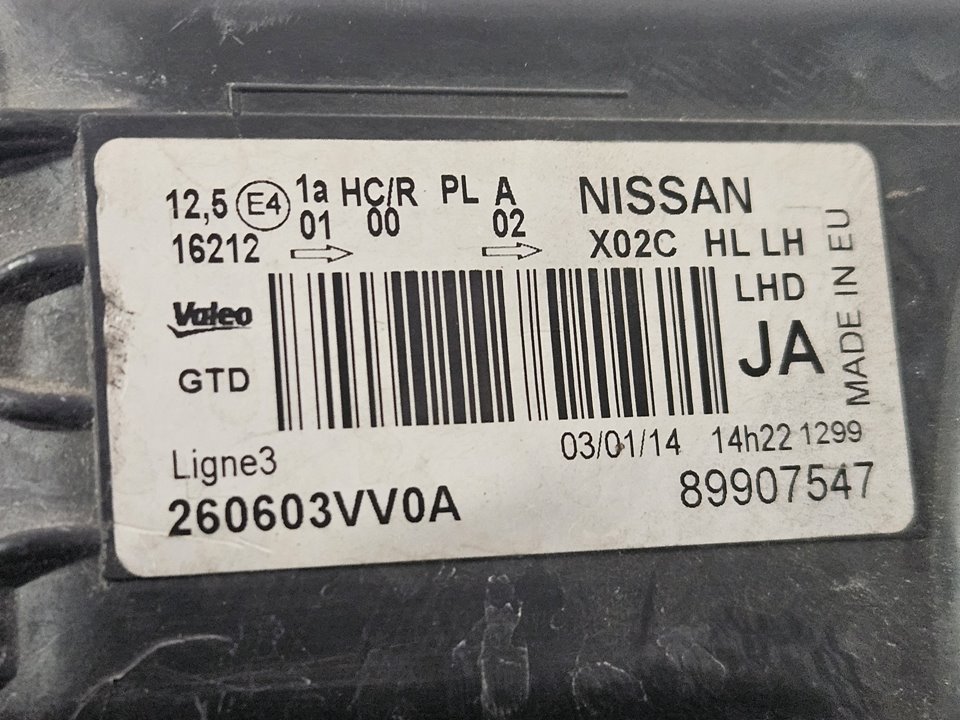 12,5 E4 1a HC/R PL A NISSAN
16212 01 00 02 X02C HL LH
Valeo LHD
GTD JA
MADE IN EU
Ligne3 03/01/14 14h22 1299
260603VV0A 89907547